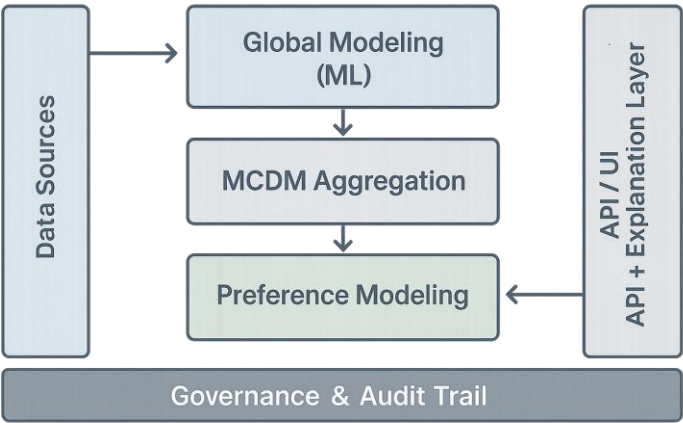 Data Sources
Global Modeling
(ML)
MCDM Aggregation
Preference Modeling
API / UI
API + Explanation Layer
Governance & Audit Trail